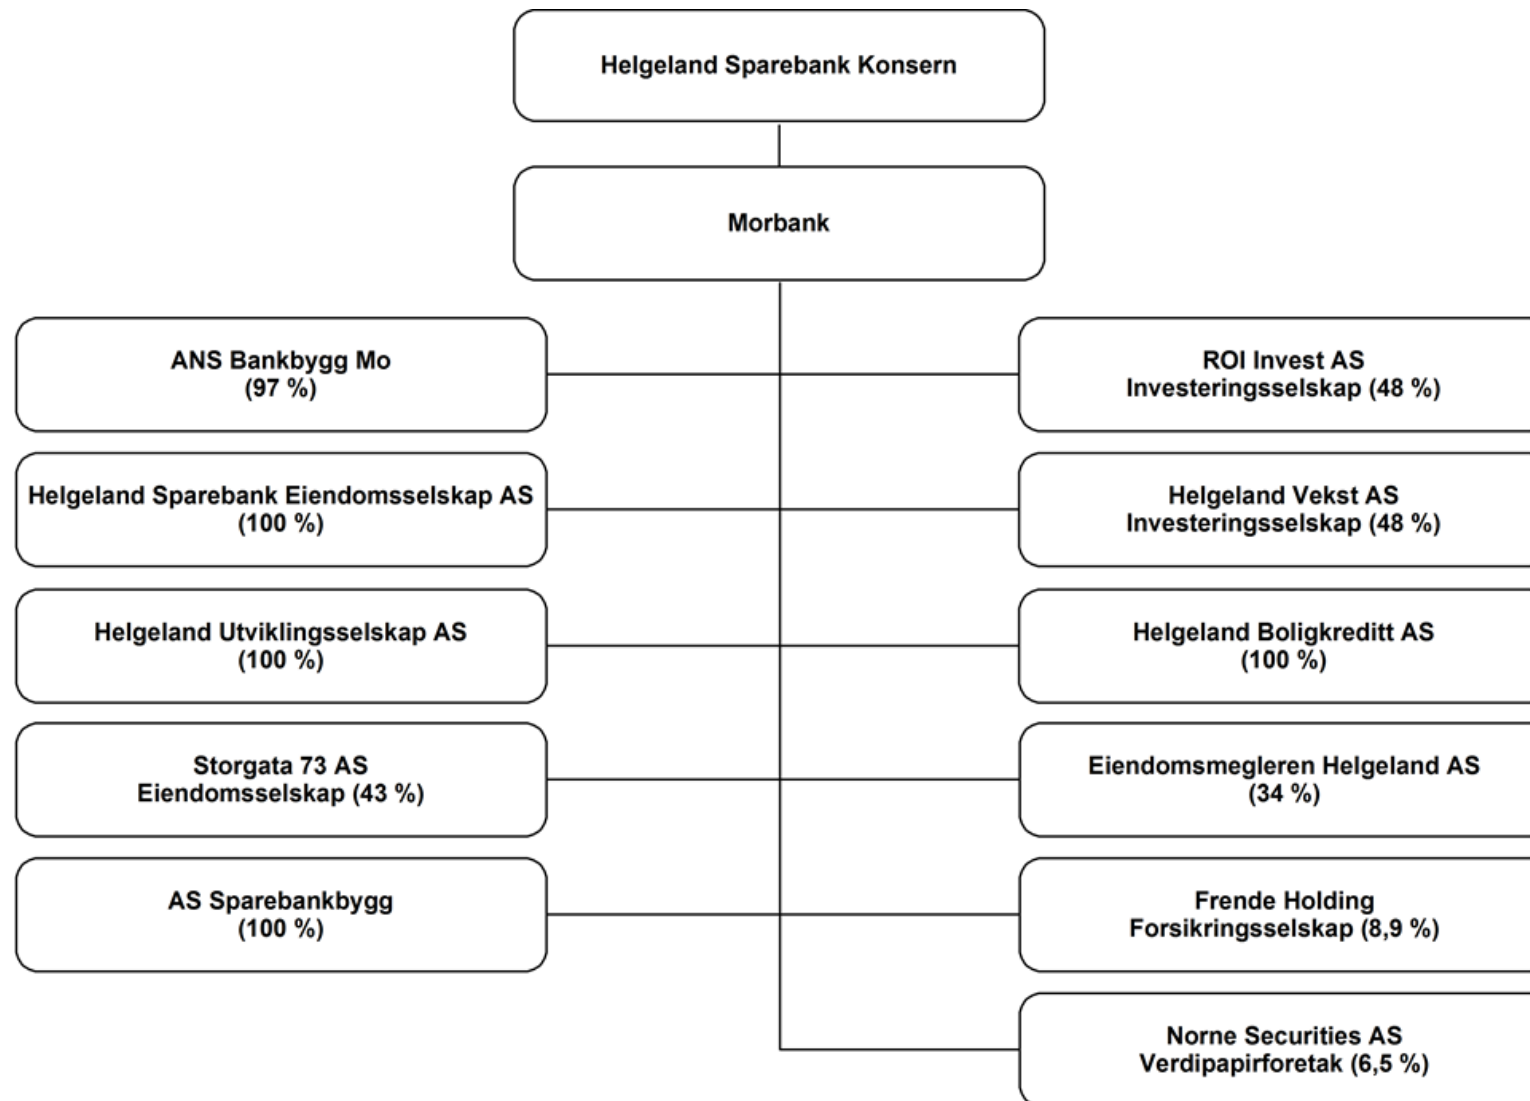 Helgeland Sparebank Konsern
Morbank
ANS Bankbygg Mo
(97 %)
ROI Invest AS
Investeringsselskap (48 %)
Helgeland Sparebank Eiendomsselskap AS
(100 %)
Helgeland Vekst AS
Investeringsselskap (48 %)
Helgeland Utviklingsselskap AS
(100 %)
Helgeland Boligkreditt AS
(100 %)
Storgata 73 AS
Eiendomsselskap (43 %)
Eiendomsmegleren Helgeland AS
(34 %)
AS Sparebankbygg
(100 %)
Frende Holding
Forsikringsselskap (8,9 %)
Norne Securities AS
Verdipapirforetak (6,5 %)